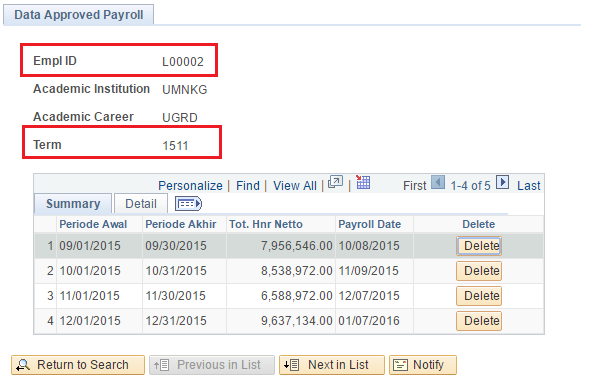 Data Approved Payroll
Empl ID L00002
Academic Institution UMNKG
Academic Career UGRD
Term 1511
Personalize | Find | View All | | First 1-4 of 5 Last
Summary Detail
Periode Awal Periode Akhir Tot. Hnr Netto Payroll Date Delete
1 09/01/2015 09/30/2015 7,956,546.00 10/08/2015 Delete
2 10/01/2015 10/31/2015 8,538,972.00 11/09/2015 Delete
3 11/01/2015 11/30/2015 6,588,972.00 12/07/2015 Delete
4 12/01/2015 12/31/2015 9,637,134.00 01/07/2016 Delete
Return to Search Previous in List Next in List Notify